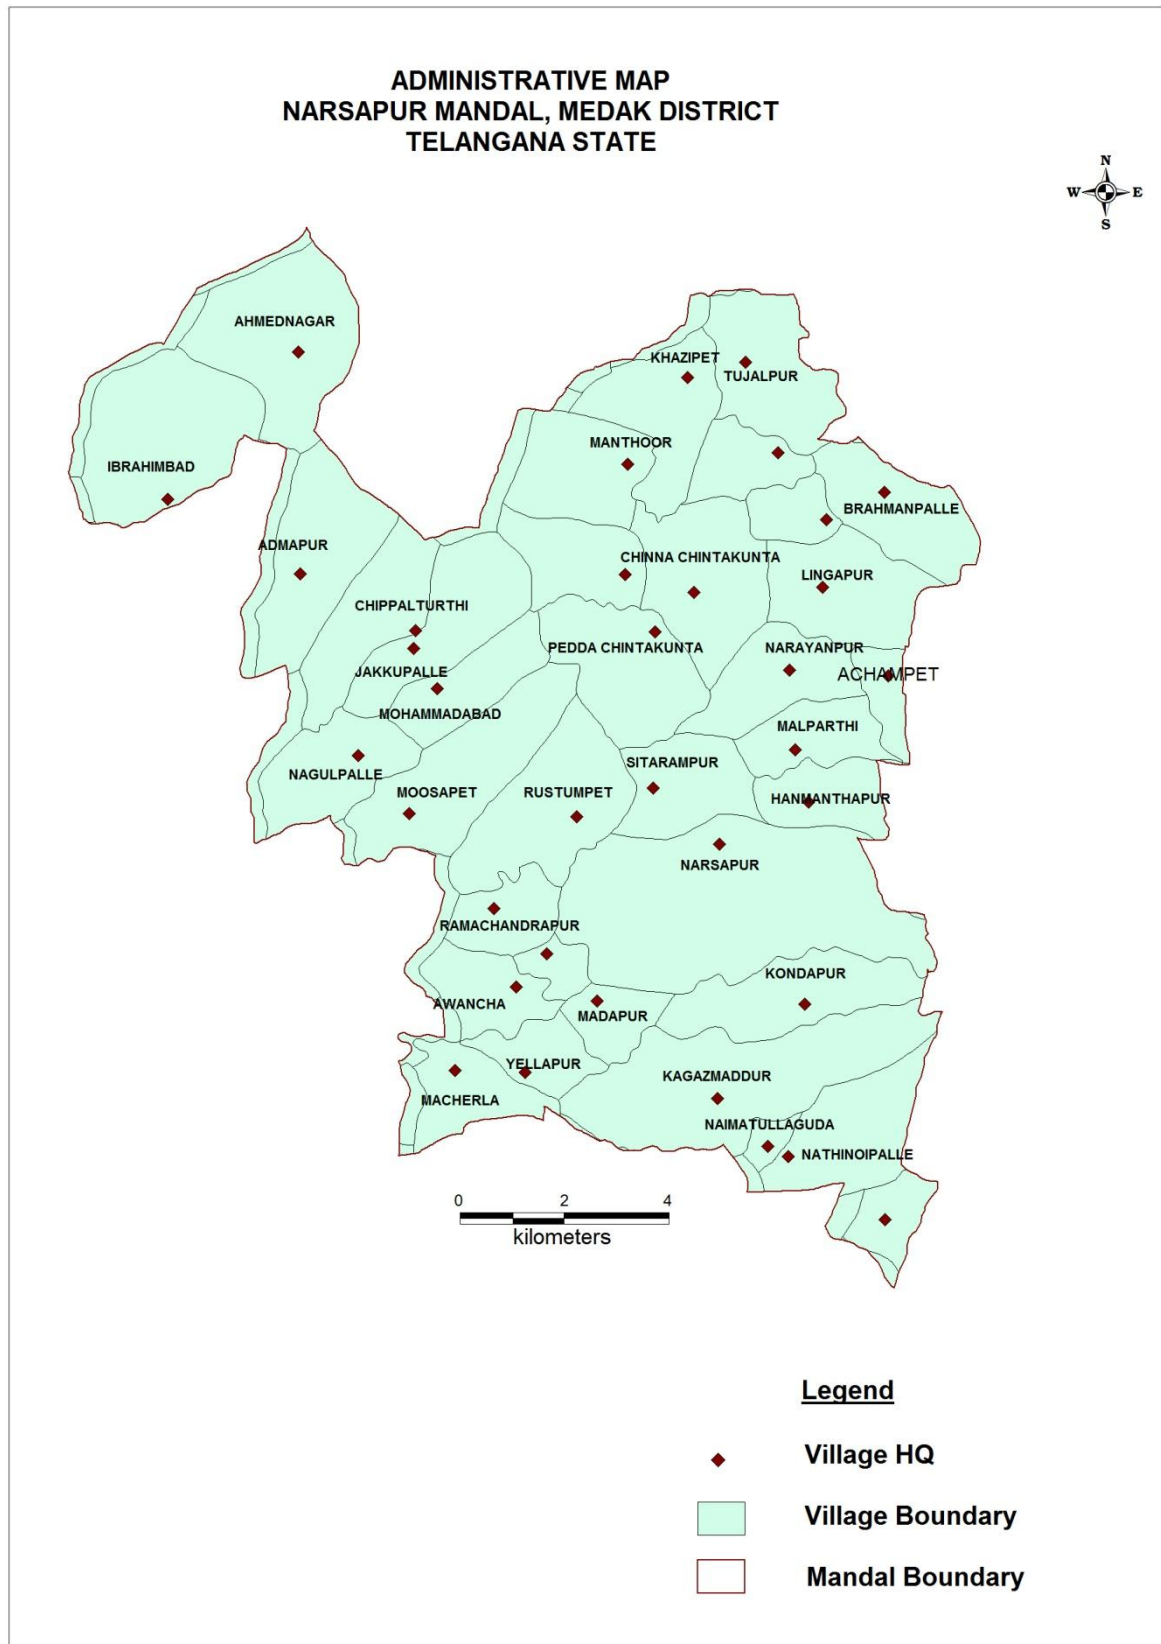 ADMINISTRATIVE MAP
NARSAPUR MANDAL, MEDAK DISTRICT
TELANGANA STATE
N
W E
S
AHMEDNAGAR
KHAZIPET
TUJALPUR
MANTHOOR
IBRAHIMBAD
BRAHMANPALLE
ADMAPUR
CHINNA CHINTAKUNTA
LINGAPUR
CHIPPALTURTHI
PEDDA CHINTAKUNTA
NARAYANPUR
JAKKUPALLE
ACHAMPET
MOHAMMADABAD
MALPARTHI
SITARAMPUR
NAGULPALLE
MOOSAPET
RUSTUMPET
HANMANTHAPUR
NARSAPUR
RAMACHANDRAPUR
KONDAPUR
AWANCHA
MADAPUR
YELLAPUR
KAGAZMADDUR
MACHERLA
NAIMATULLAGUDA
NATHINOIPALLE
0 2 4
kilometers
Legend
Village HQ
Village Boundary
Mandal Boundary